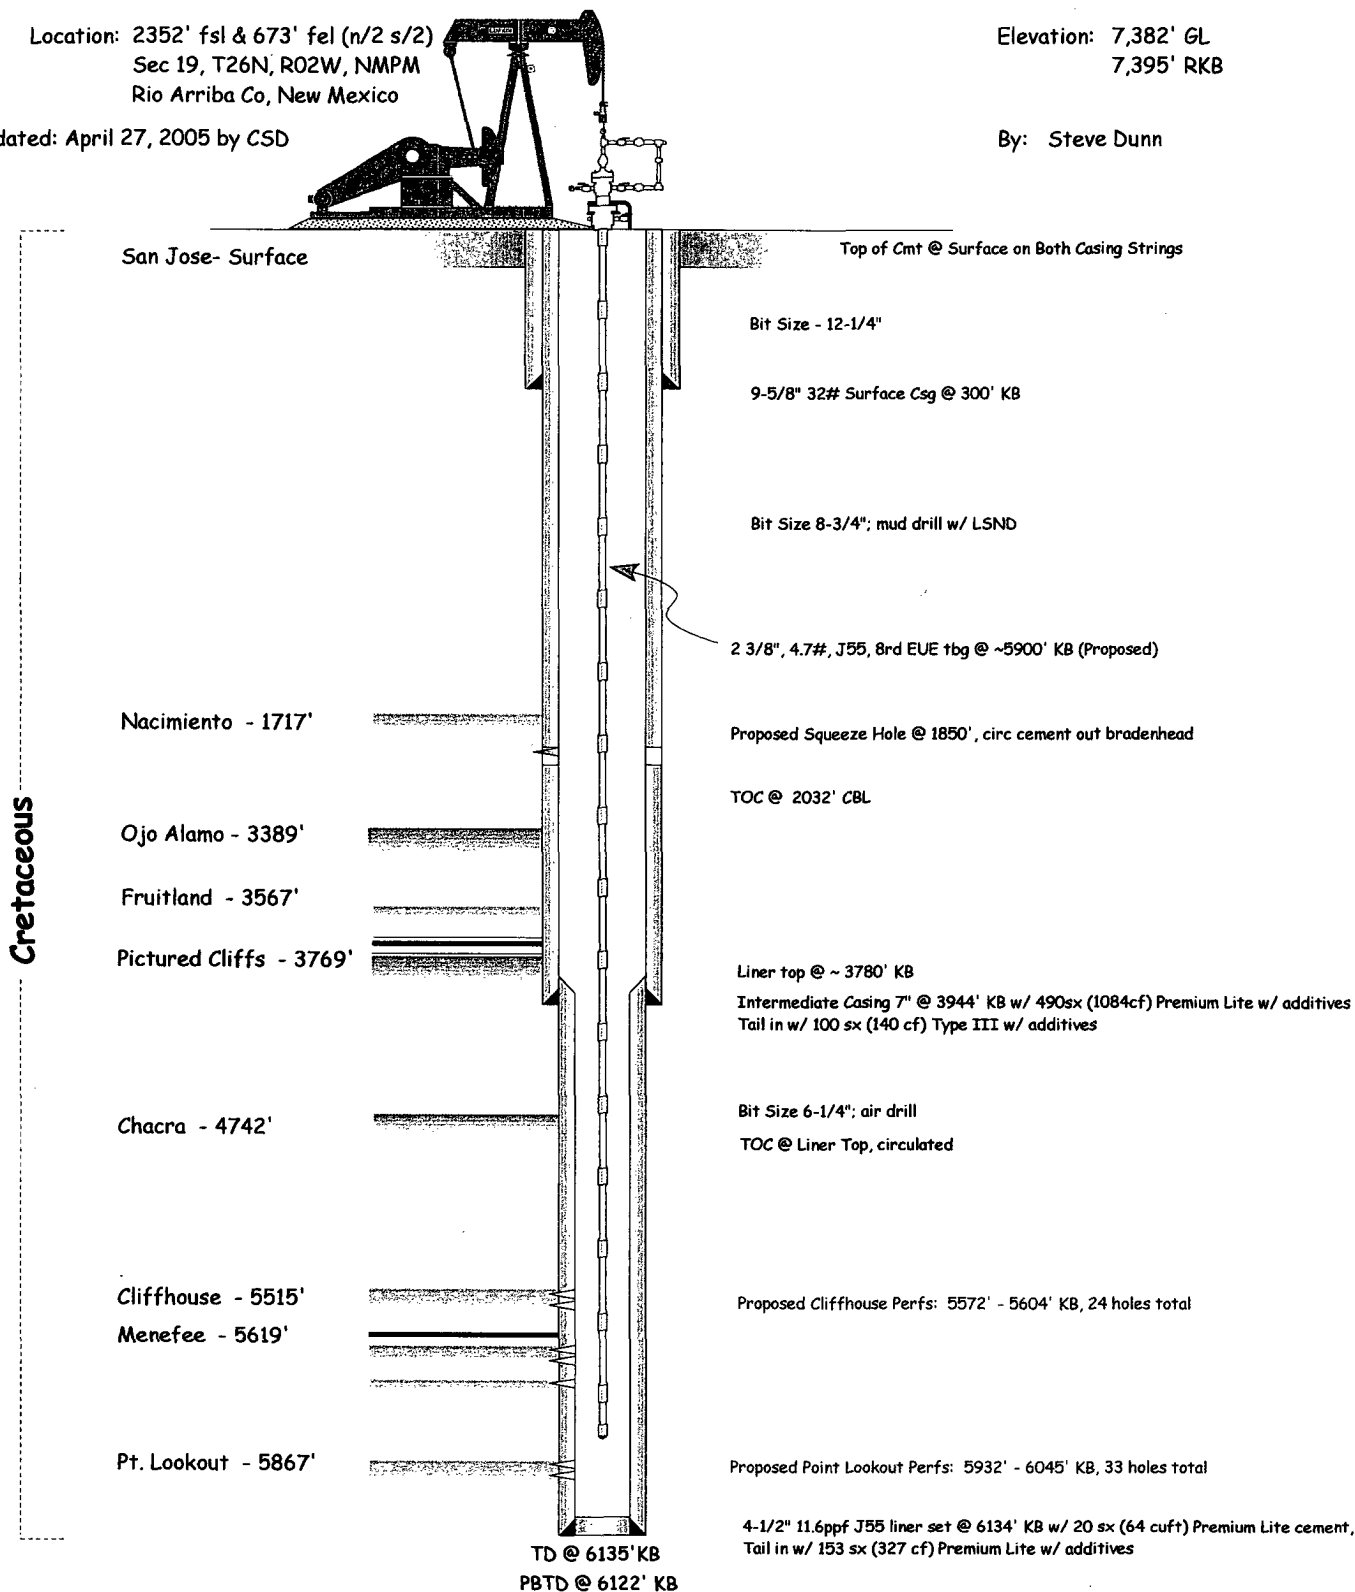 Location: 2352' fsl & 673' fel (n/2 s/2)
Sec 19, T26N, R02W, NMPM
Rio Arriba Co, New Mexico
Elevation: 7,382' GL
7,395' RKB
dated: April 27, 2005 by CSD
By: Steve Dunn
San Jose- Surface
Top of Cmt @ Surface on Both Casing Strings
Bit Size - 12-1/4"
9-5/8" 32# Surface Csg @ 300' KB
Bit Size 8-3/4"; mud drill w/ LSND
2 3/8", 4.7#, J55, 8rd EUE tbg @ ~5900' KB (Proposed)
Nacimiento - 1717'
Proposed Squeeze Hole @ 1850', circ cement out bradenhead
TOC @ 2032' CBL
Cretaceous
Ojo Alamo - 3389'
Fruitland - 3567'
Pictured Cliffs - 3769'
Liner top @ ~ 3780' KB
Intermediate Casing 7" @ 3944' KB w/ 490sx (1084cf) Premium Lite w/ additives
Tail in w/ 100 sx (140 cf) Type III w/ additives
Chacra - 4742'
Bit Size 6-1/4"; air drill
TOC @ Liner Top, circulated
Cliffhouse - 5515'
Proposed Cliffhouse Perfs: 5572' - 5604' KB, 24 holes total
Menefee - 5619'
Pt. Lookout - 5867'
Proposed Point Lookout Perfs: 5932' - 6045' KB, 33 holes total
4-1/2" 11.6ppf J55 liner set @ 6134' KB w/ 20 sx (64 cuft) Premium Lite cement,
Tail in w/ 153 sx (327 cf) Premium Lite w/ additives
TD @ 6135'KB
PBTD @ 6122' KB